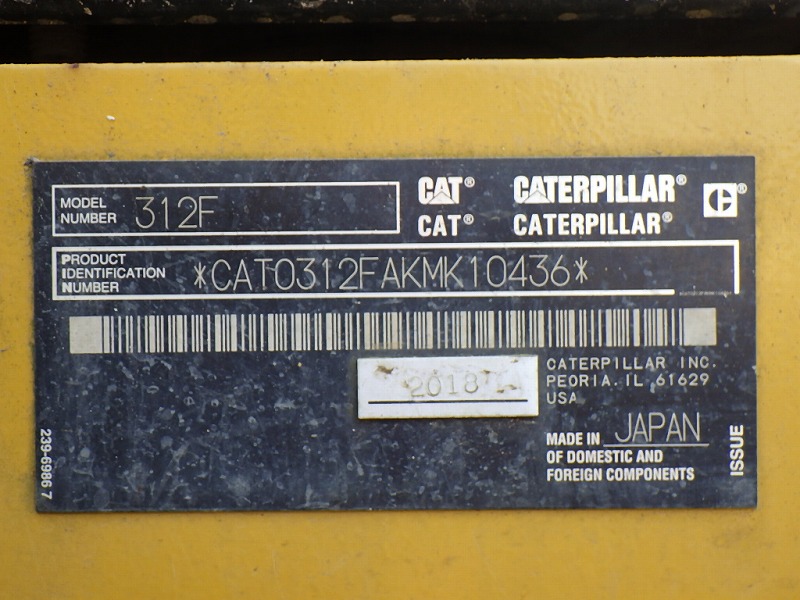 MODEL
NUMBER 312F
CAT® CATERPILLAR® C®
CAT® CATERPILLAR®
PRODUCT
IDENTIFICATION
NUMBER *CAT0312FAKMK10436*
2018
CATERPILLAR INC.
PEORIA. IL 61629
USA
MADE IN JAPAN
OF DOMESTIC AND
FOREIGN COMPONENTS
ISSUE
239-6986 7